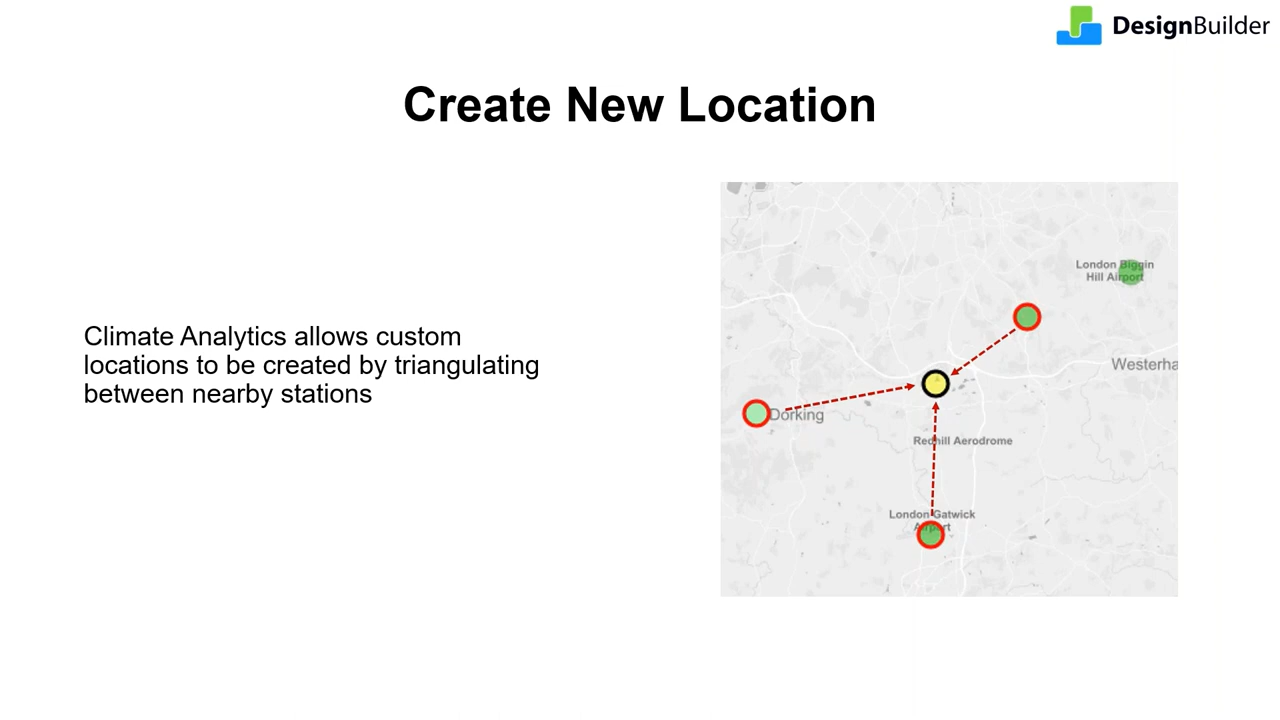 DesignBuilder
Create New Location
Climate Analytics allows custom
locations to be created by triangulating
between nearby stations
London Biggin
Hill Airport
Westerha
Dorking
Redhill Aerodrome
London Gatwick
Airport